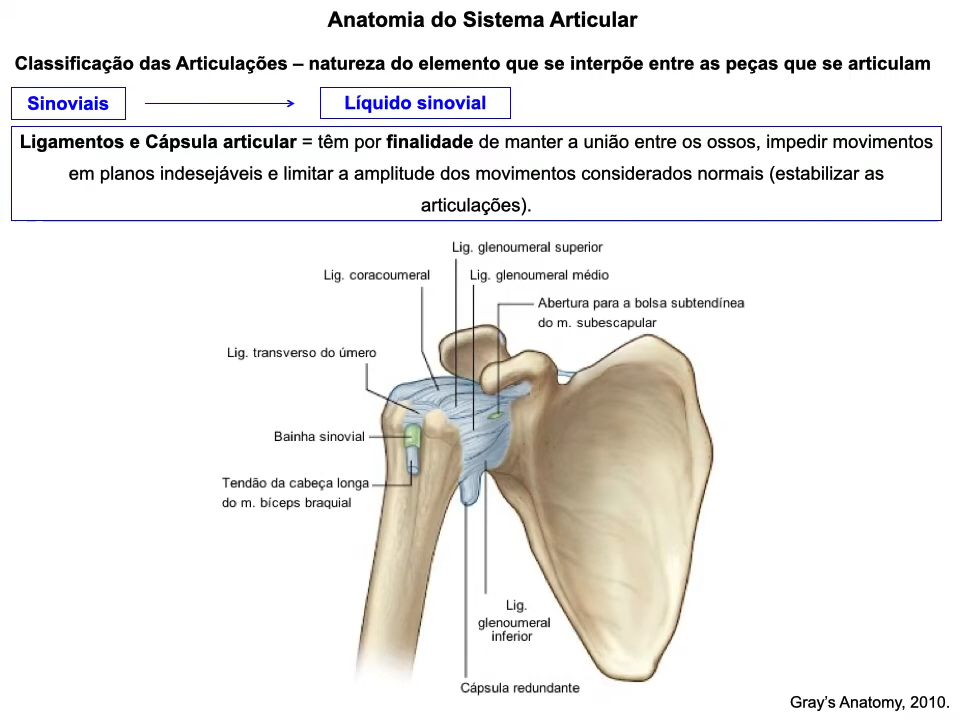 Anatomia do Sistema Articular
Classificação das Articulações – natureza do elemento que se interpõe entre as peças que se articulam
Sinoviais
Líquido sinovial
Ligamentos e Cápsula articular = têm por finalidade de manter a união entre os ossos, impedir movimentos
em planos indesejáveis e limitar a amplitude dos movimentos considerados normais (estabilizar as
articulações).
Lig. glenoumeral superior
Lig. coracoumeral
Lig. glenoumeral médio
Abertura para a bolsa subtendínea
do m. subescapular
Lig. transverso do úmero
Bainha sinovial
Tendão da cabeça longa
do m. bíceps braquial
Lig.
glenoumeral
inferior
Cápsula redundante
Gray's Anatomy, 2010.